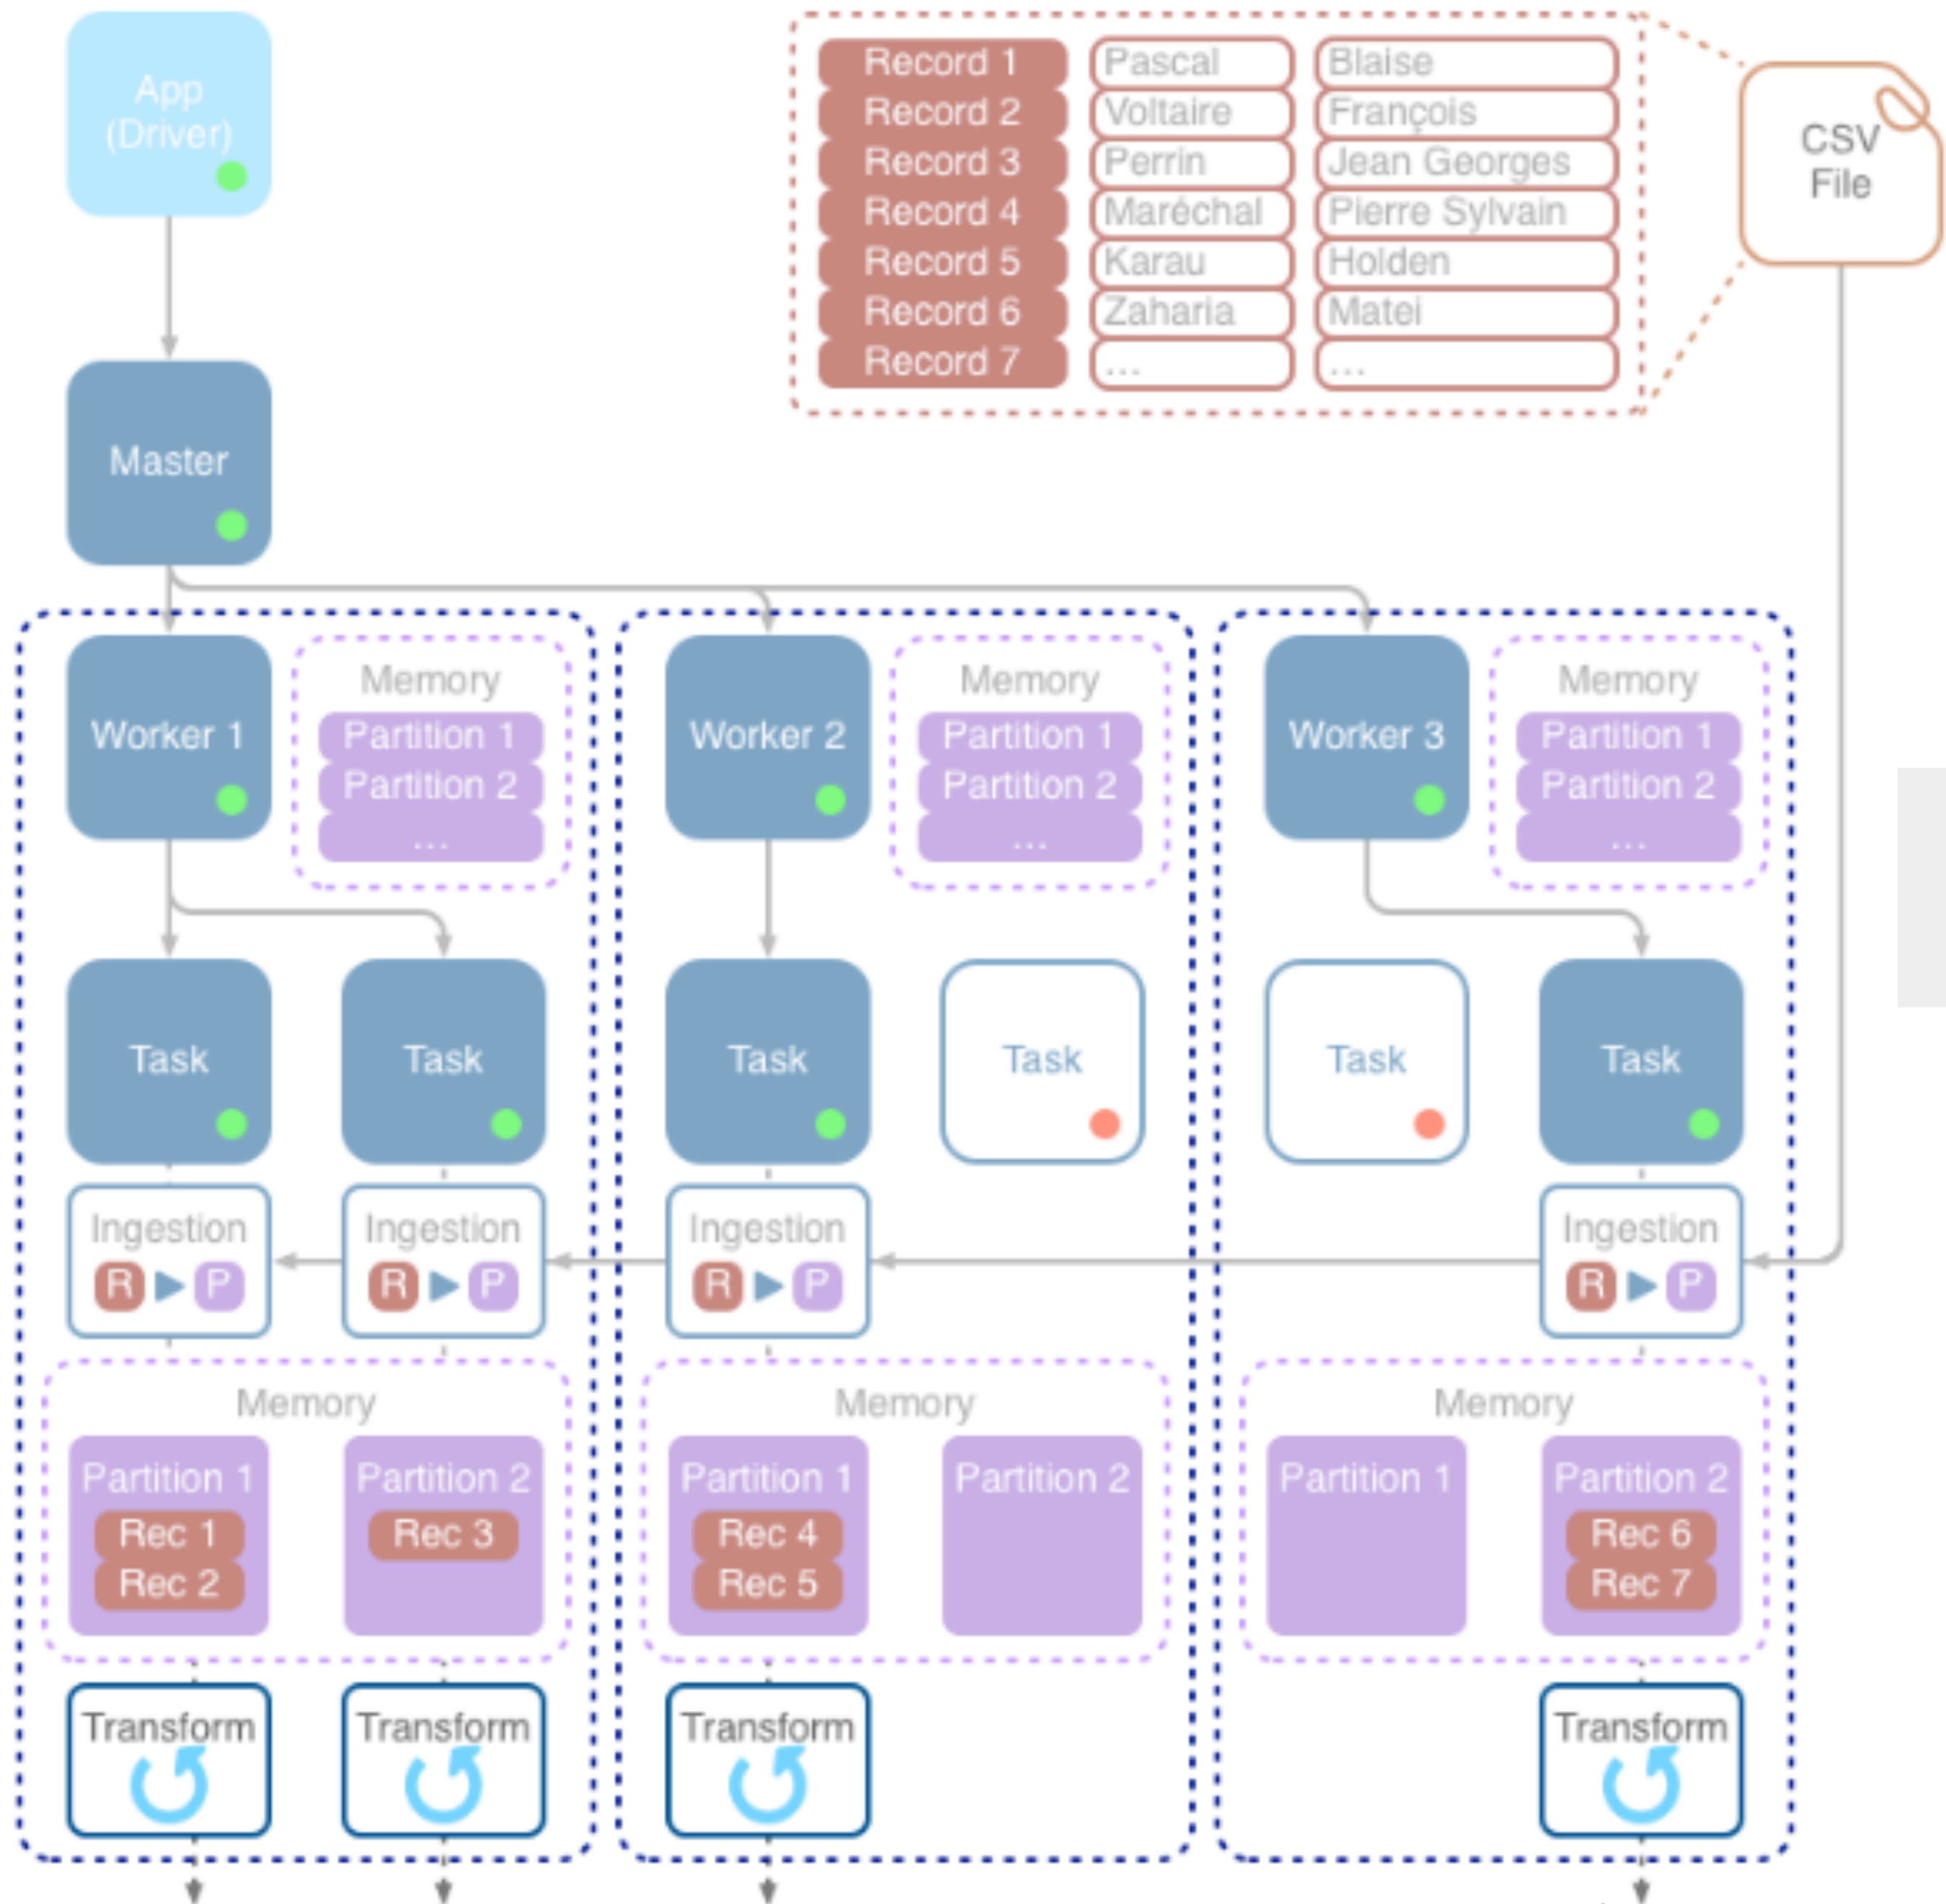 App
(Driver)
Record 1 Pascal Blaise
Record 2 Voltaire François
Record 3 Perrin Jean Georges
Record 4 Maréchal Pierre Sylvain
Record 5 Karau Holden
Record 6 Zaharia Matei
Record 7 ... ...
CSV
File
Master
Worker 1
Memory
Partition 1
Partition 2
...
Worker 2
Memory
Partition 1
Partition 2
...
Worker 3
Memory
Partition 1
Partition 2
...
Task Task Task Task Task Task
Ingestion Ingestion Ingestion Ingestion
R P R P R P R P
Memory
Partition 1
Rec 1
Rec 2
Partition 2
Rec 3
Memory
Partition 1
Rec 4
Rec 5
Partition 2
Memory
Partition 1
Partition 2
Rec 6
Rec 7
Transform Transform Transform Transform